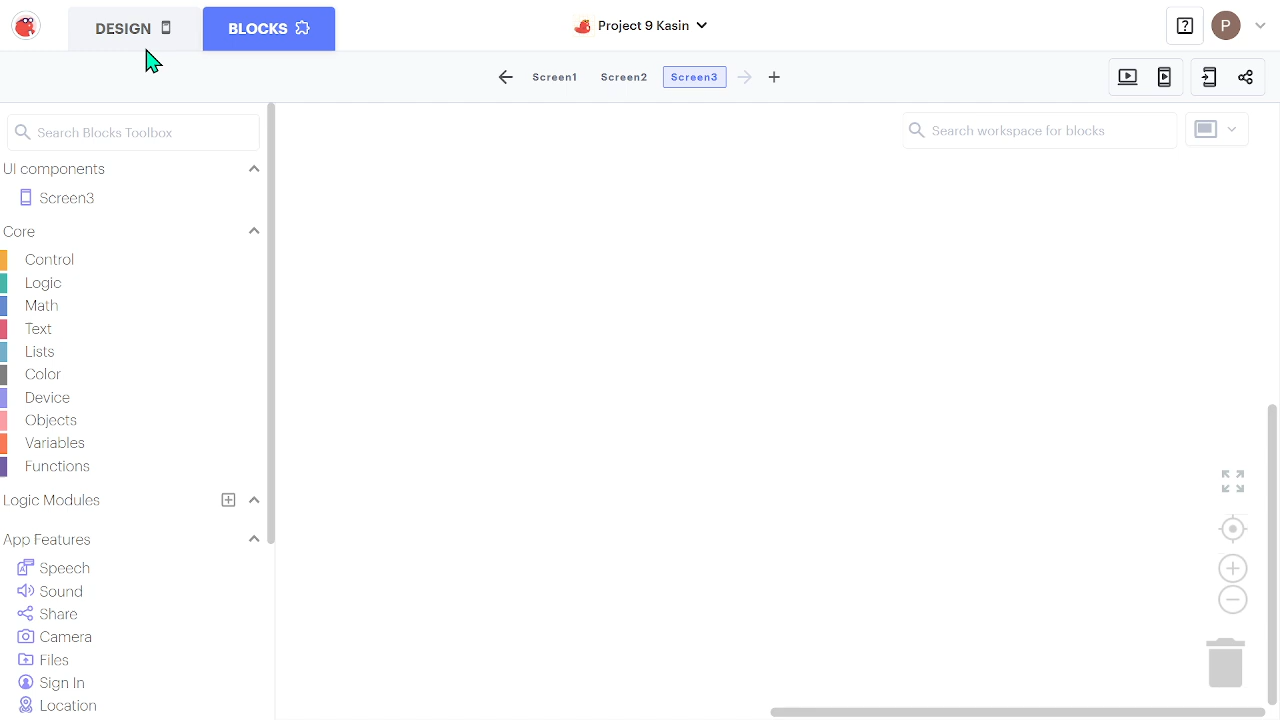 DESIGN
BLOCKS
Project 9 Kasin
P
Screen1
Screen2
Screen3
Search Blocks Toolbox
Search workspace for blocks
UI components
Screen3
Core
Control
Logic
Math
Text
Lists
Color
Device
Objects
Variables
Functions
Logic Modules
App Features
Speech
Sound
Share
Camera
Files
Sign In
Location